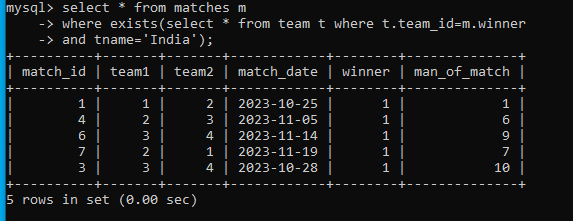 mysql> select * from matches m
    -> where exists(select * from team t where t.team_id=m.winner
    -> and tname='India');
+----------+-------+-------+------------+--------+--------------+
| match_id | team1 | team2 | match_date | winner | man_of_match |
+----------+-------+-------+------------+--------+--------------+
|        1 |     1 |     2 | 2023-10-25 |      1 |            1 |
|        4 |     2 |     3 | 2023-11-05 |      1 |            6 |
|        6 |     3 |     4 | 2023-11-14 |      1 |            9 |
|        7 |     2 |     1 | 2023-11-19 |      1 |            7 |
|        3 |     3 |     4 | 2023-10-28 |      1 |           10 |
+----------+-------+-------+------------+--------+--------------+
5 rows in set (0.00 sec)